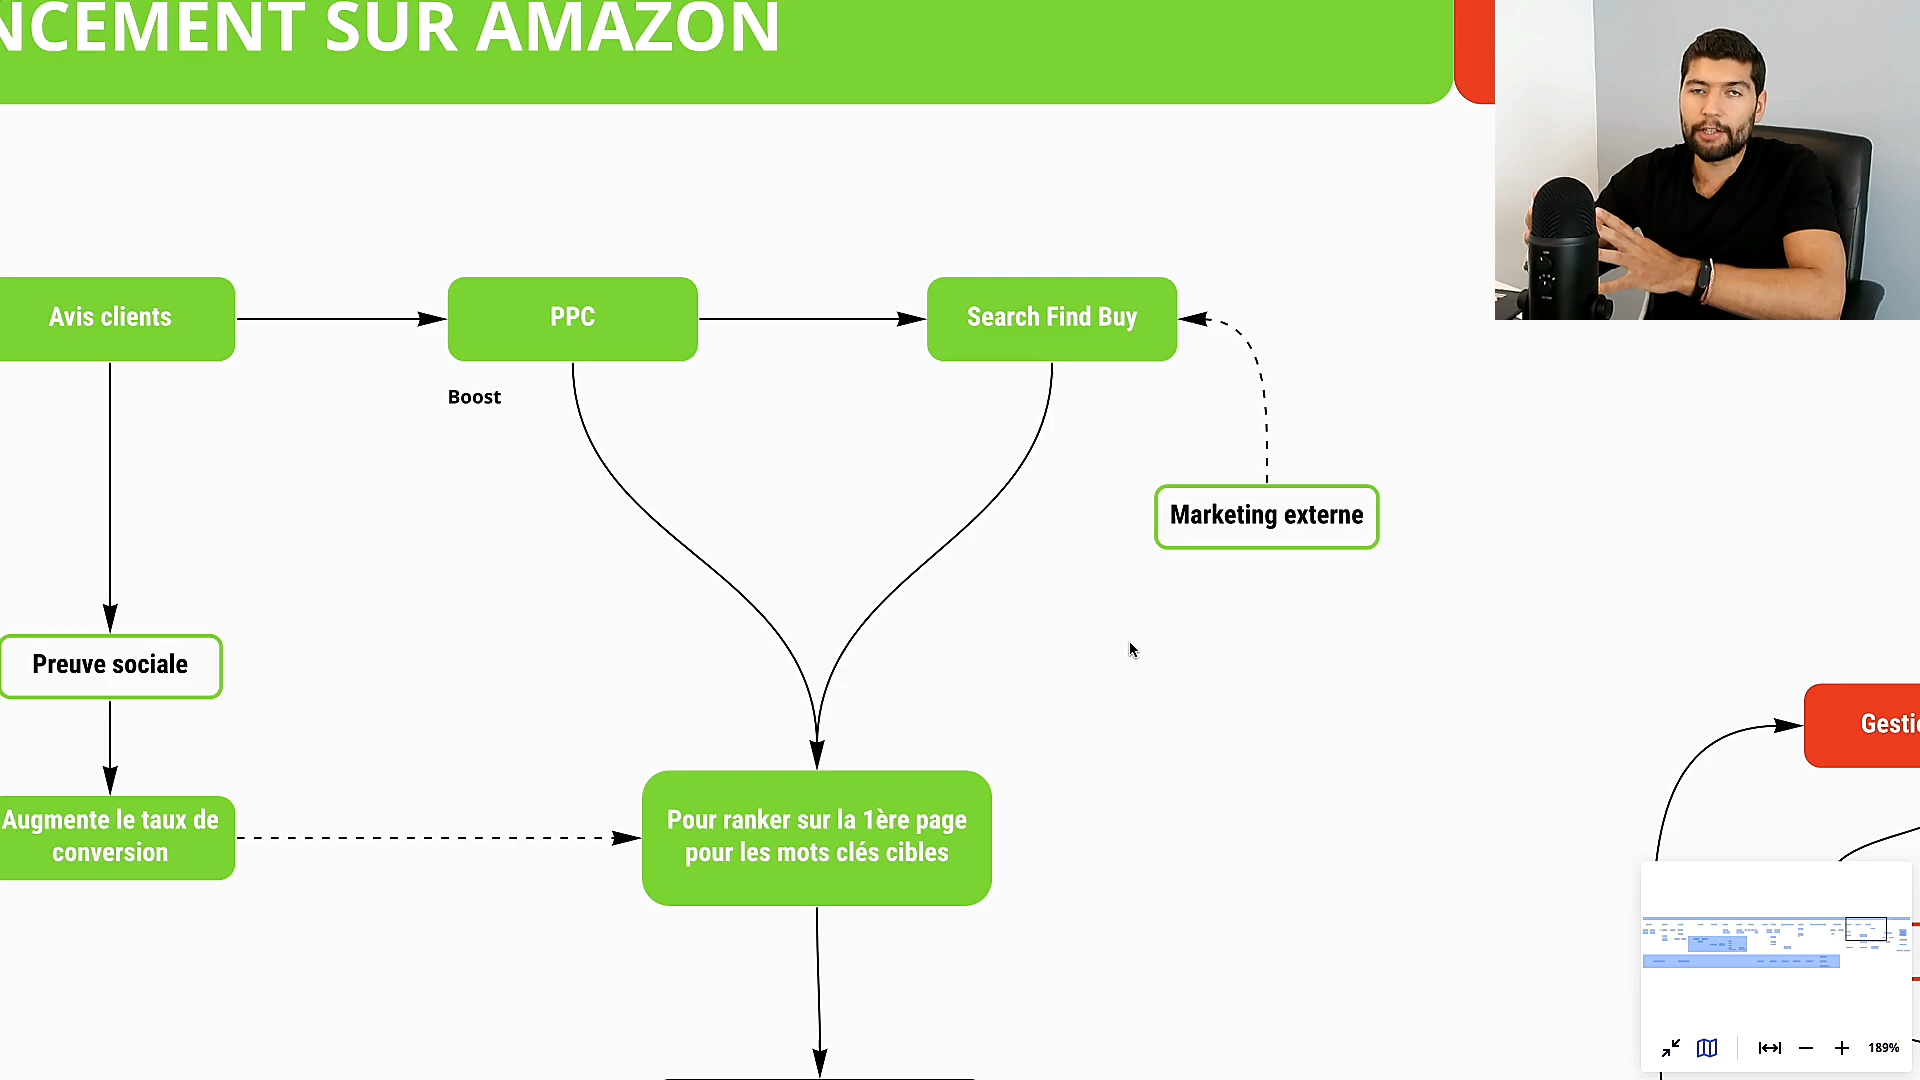 NCEMENT SUR AMAZON
Avis clients
PPC
Search Find Buy
Boost
Marketing externe
Preuve sociale
Augmente le taux de
conversion
Pour ranker sur la 1ère page
pour les mots clés cibles
Gesti
189%